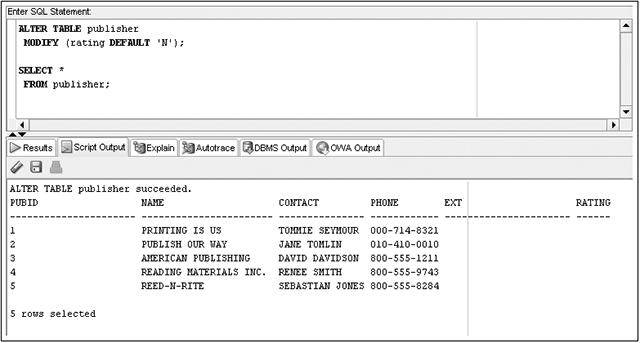 Enter SQL Statement:
ALTER TABLE publisher
MODIFY (rating DEFAULT 'N');
SELECT *
FROM publisher;
Results Script Output Explain Autotrace DBMS Output OWA Output
ALTER TABLE publisher succeeded.
PUBID NAME CONTACT PHONE EXT RATING
---------------------- ----------------------- --------------- ------------ ---------------------- ------
1 PRINTING IS US TOMMIE SEYMOUR 000-714-8321
2 PUBLISH OUR WAY JANE TOMLIN 010-410-0010
3 AMERICAN PUBLISHING DAVID DAVIDSON 800-555-1211
4 READING MATERIALS INC. RENEE SMITH 800-555-9743
5 REED-N-RITE SEBASTIAN JONES 800-555-8284
5 rows selected